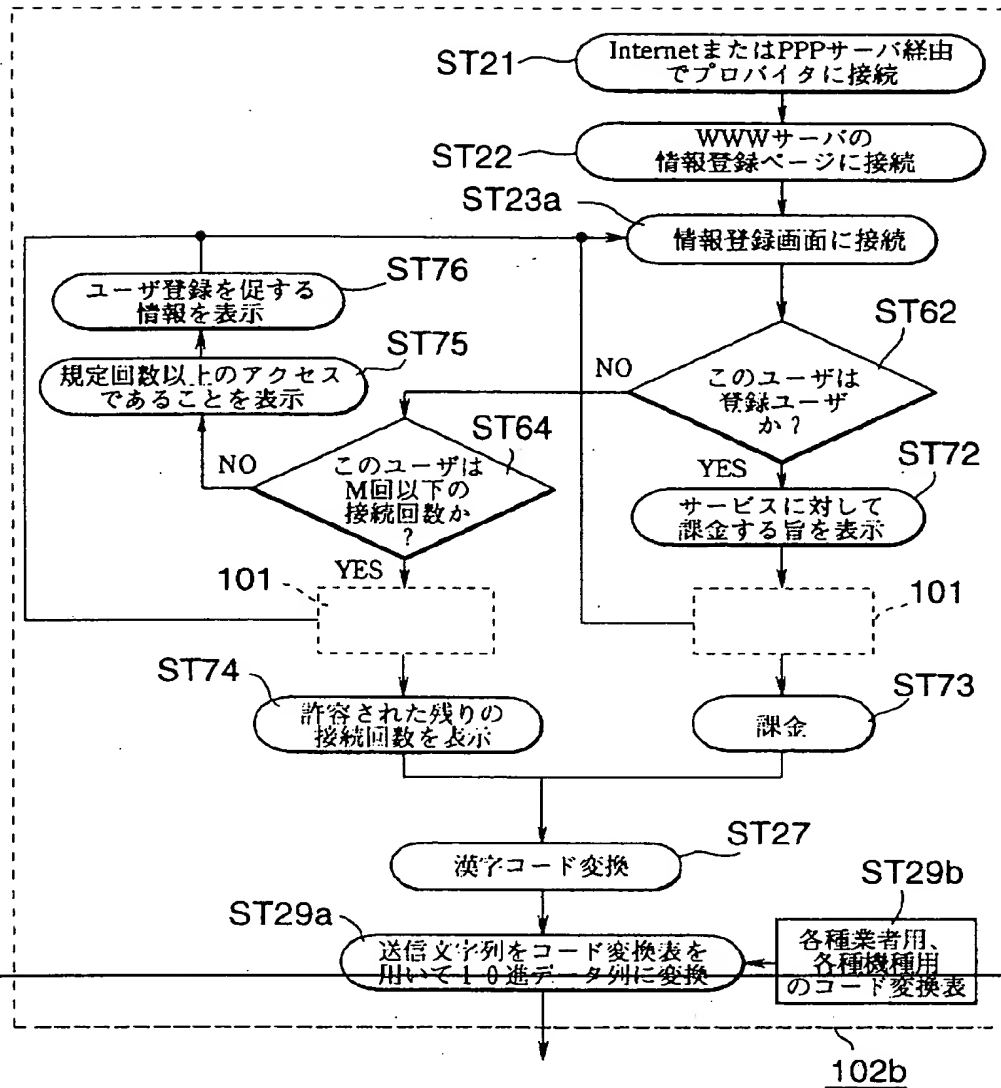 ST21
InternetまたはPPPサーバ経由
でプロバイタに接続
ST22
WWWサーバの
情報登録ページに接続
ST23a
情報登録画面に接続
ST76
ユーザ登録を促する
情報を表示
ST62
このユーザは
登録ユーザ
か？
NO
ST75
規定回数以上のアクセス
であることを表示
ST64
このユーザは
M回以下の
接続回数か
？
NO
YES
ST72
サービスに対して
課金する旨を表示
YES
101
101
ST74
許容された残りの
接続回数を表示
ST73
課金
ST27
漢字コード変換
ST29a
送信文字列をコード変換表を
用いて10進データ列に変換
ST29b
各種業者用、
各種機種用
のコード変換表
102b